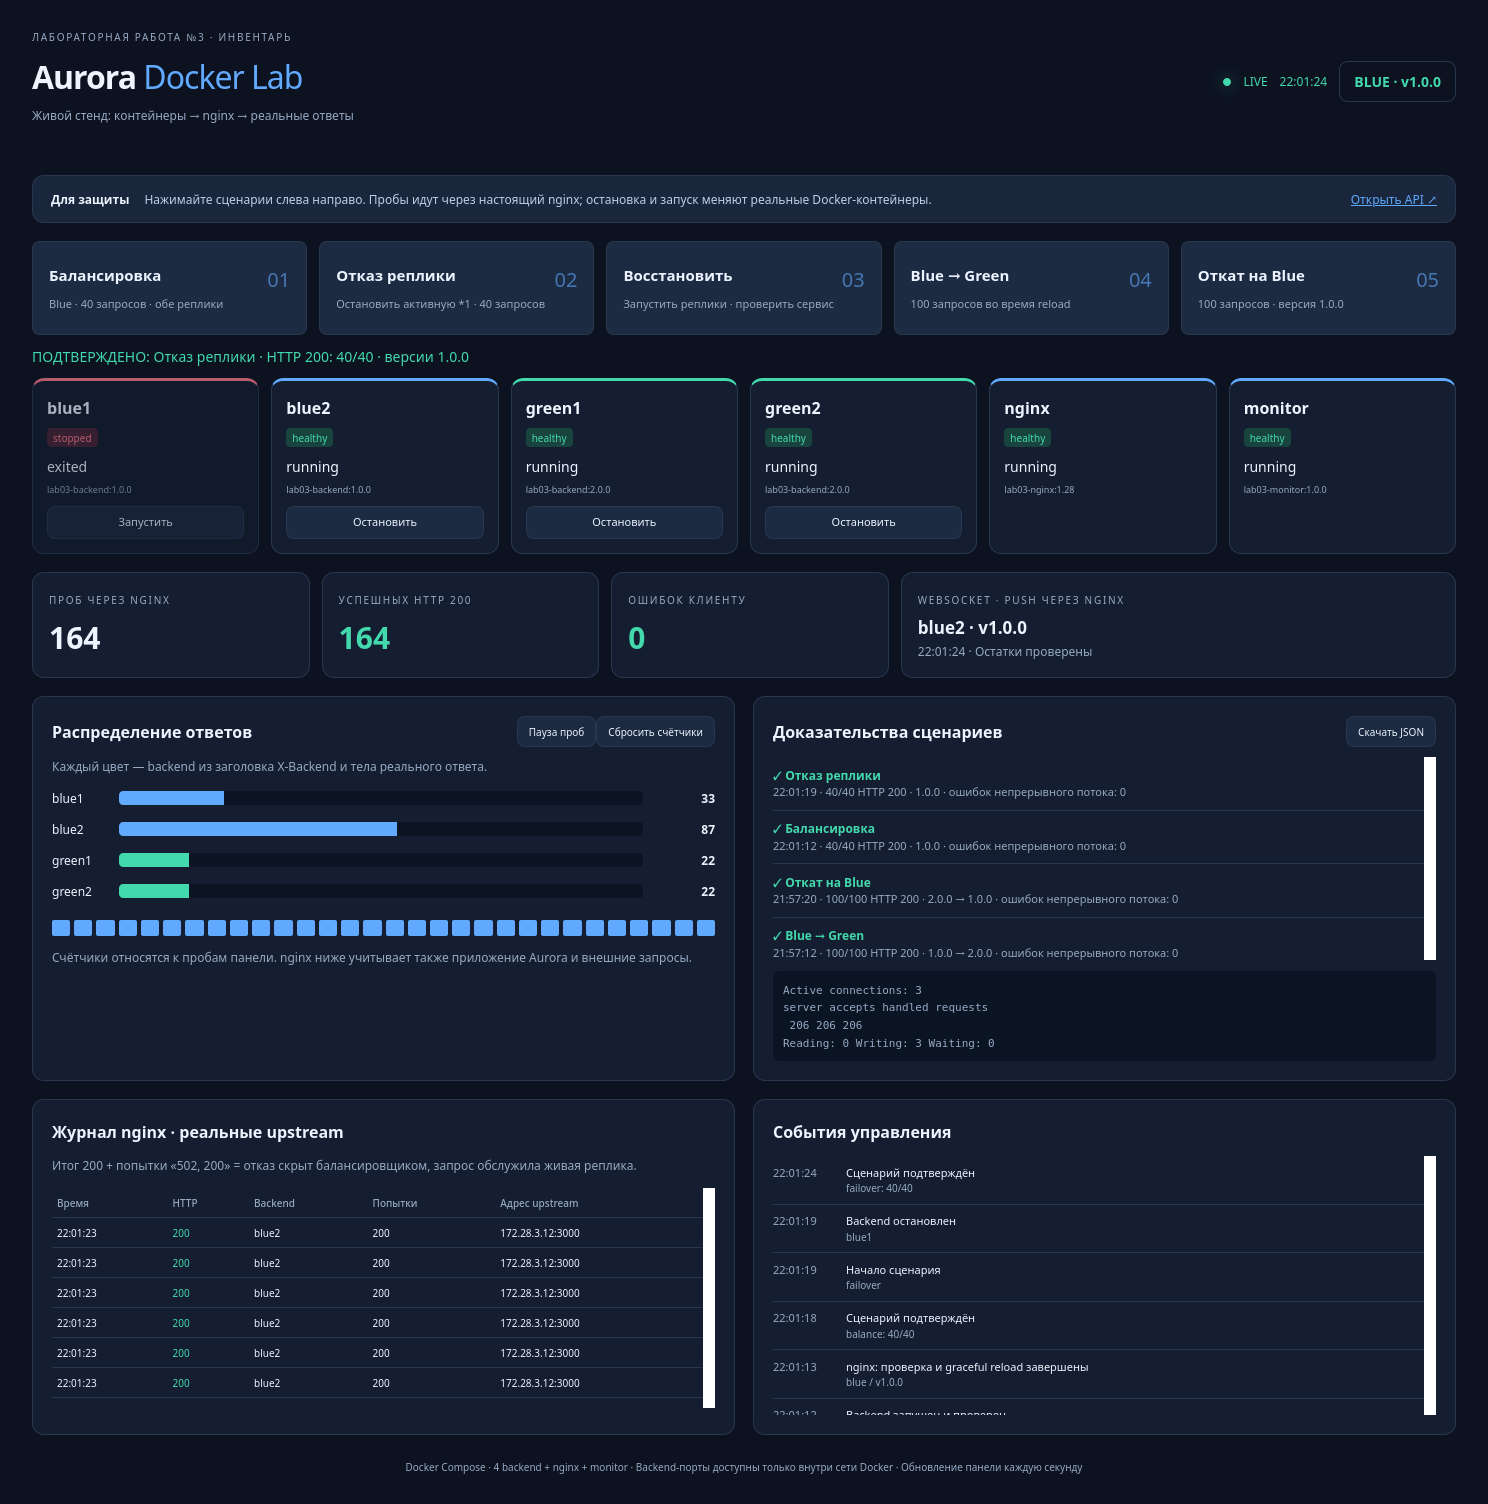 ЛАБОРАТОРНАЯ РАБОТА №3 · ИНВЕНТАРЬ
Aurora Docker Lab
Живой стенд: контейнеры → nginx → реальные ответы
LIVE 22:01:24 BLUE · v1.0.0
Для защиты Нажимайте сценарии слева направо. Пробы идут через настоящий nginx; остановка и запуск меняют реальные Docker-контейнеры. Открыть API ↗
Балансировка 01
Blue · 40 запросов · обе реплики
Отказ реплики 02
Остановить активную *1 · 40 запросов
Восстановить 03
Запустить реплики · проверить сервис
Blue → Green 04
100 запросов во время reload
Откат на Blue 05
100 запросов · версия 1.0.0
ПОДТВЕРЖДЕНО: Отказ реплики · HTTP 200: 40/40 · версии 1.0.0
blue1
stopped
exited
lab03-backend:1.0.0
Запустить
blue2
healthy
running
lab03-backend:1.0.0
Остановить
green1
healthy
running
lab03-backend:2.0.0
Остановить
green2
healthy
running
lab03-backend:2.0.0
Остановить
nginx
healthy
running
lab03-nginx:1.28
monitor
healthy
running
lab03-monitor:1.0.0
ПРОБ ЧЕРЕЗ NGINX
164
УСПЕШНЫХ HTTP 200
164
ОШИБОК КЛИЕНТУ
0
WEBSOCKET · PUSH ЧЕРЕЗ NGINX
blue2 · v1.0.0
22:01:24 · Остатки проверены
Распределение ответов
Пауза проб
Сбросить счётчики
Каждый цвет — backend из заголовка X-Backend и тела реального ответа.
blue1 33
blue2 87
green1 22
green2 22
Счётчики относятся к пробам панели. nginx ниже учитывает также приложение Aurora и внешние запросы.
Доказательства сценариев
Скачать JSON
✓ Отказ реплики
22:01:19 · 40/40 HTTP 200 · 1.0.0 · ошибок непрерывного потока: 0
✓ Балансировка
22:01:12 · 40/40 HTTP 200 · 1.0.0 · ошибок непрерывного потока: 0
✓ Откат на Blue
21:57:20 · 100/100 HTTP 200 · 2.0.0 → 1.0.0 · ошибок непрерывного потока: 0
✓ Blue → Green
21:57:12 · 100/100 HTTP 200 · 1.0.0 → 2.0.0 · ошибок непрерывного потока: 0
Active connections: 3
server accepts handled requests
206 206 206
Reading: 0 Writing: 3 Waiting: 0
Журнал nginx · реальные upstream
Итог 200 + попытки «502, 200» = отказ скрыт балансировщиком, запрос обслужила живая реплика.
Время HTTP Backend Попытки Адрес upstream
22:01:23 200 blue2 200 172.28.3.12:3000
22:01:23 200 blue2 200 172.28.3.12:3000
22:01:23 200 blue2 200 172.28.3.12:3000
22:01:23 200 blue2 200 172.28.3.12:3000
22:01:23 200 blue2 200 172.28.3.12:3000
22:01:23 200 blue2 200 172.28.3.12:3000
События управления
22:01:24 Сценарий подтверждён
failover: 40/40
22:01:19 Backend остановлен
blue1
22:01:19 Начало сценария
failover
22:01:18 Сценарий подтверждён
balance: 40/40
22:01:13 nginx: проверка и graceful reload завершены
blue / v1.0.0
Backend запущен и проверен
Docker Compose · 4 backend + nginx + monitor · Backend-порты доступны только внутри сети Docker · Обновление панели каждую секунду